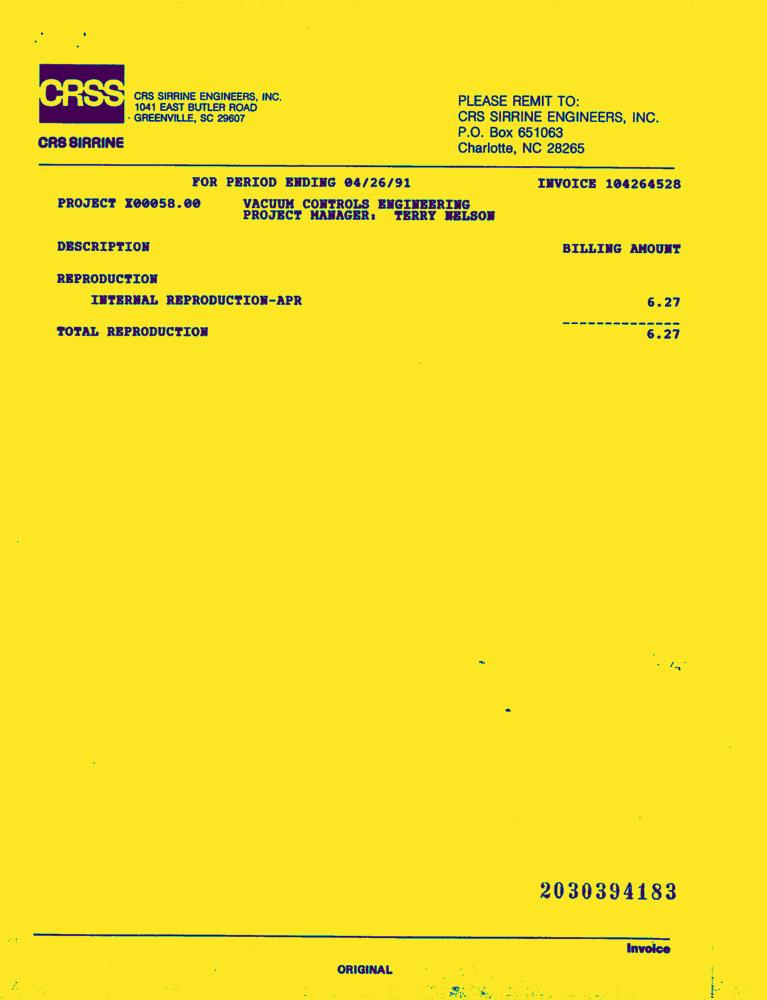 CRSS
CRS SIRRINE
CRS SIRRINE ENGINEERS, INC.
1041 EAST BUTLER ROAD
GREENVILLE, SC 29607
PLEASE REMIT TO:
CRS SIRRINE ENGINEERS, INC.
P.O. Box 651063
Charlotte, NC 28265
FOR PERIOD ENDING 04/26/91 INVOICE 104264528
PROJECT X00058.00 VACUUM CONTROLS ENGINEERING
PROJECT MANAGER: TERRY NELSON
DESCRIPTION BILLING AMOUNT
REPRODUCTION
INTERNAL REPRODUCTION-APR 6.27
--------------
TOTAL REPRODUCTION 6.27
2030394183
Invoice
ORIGINAL